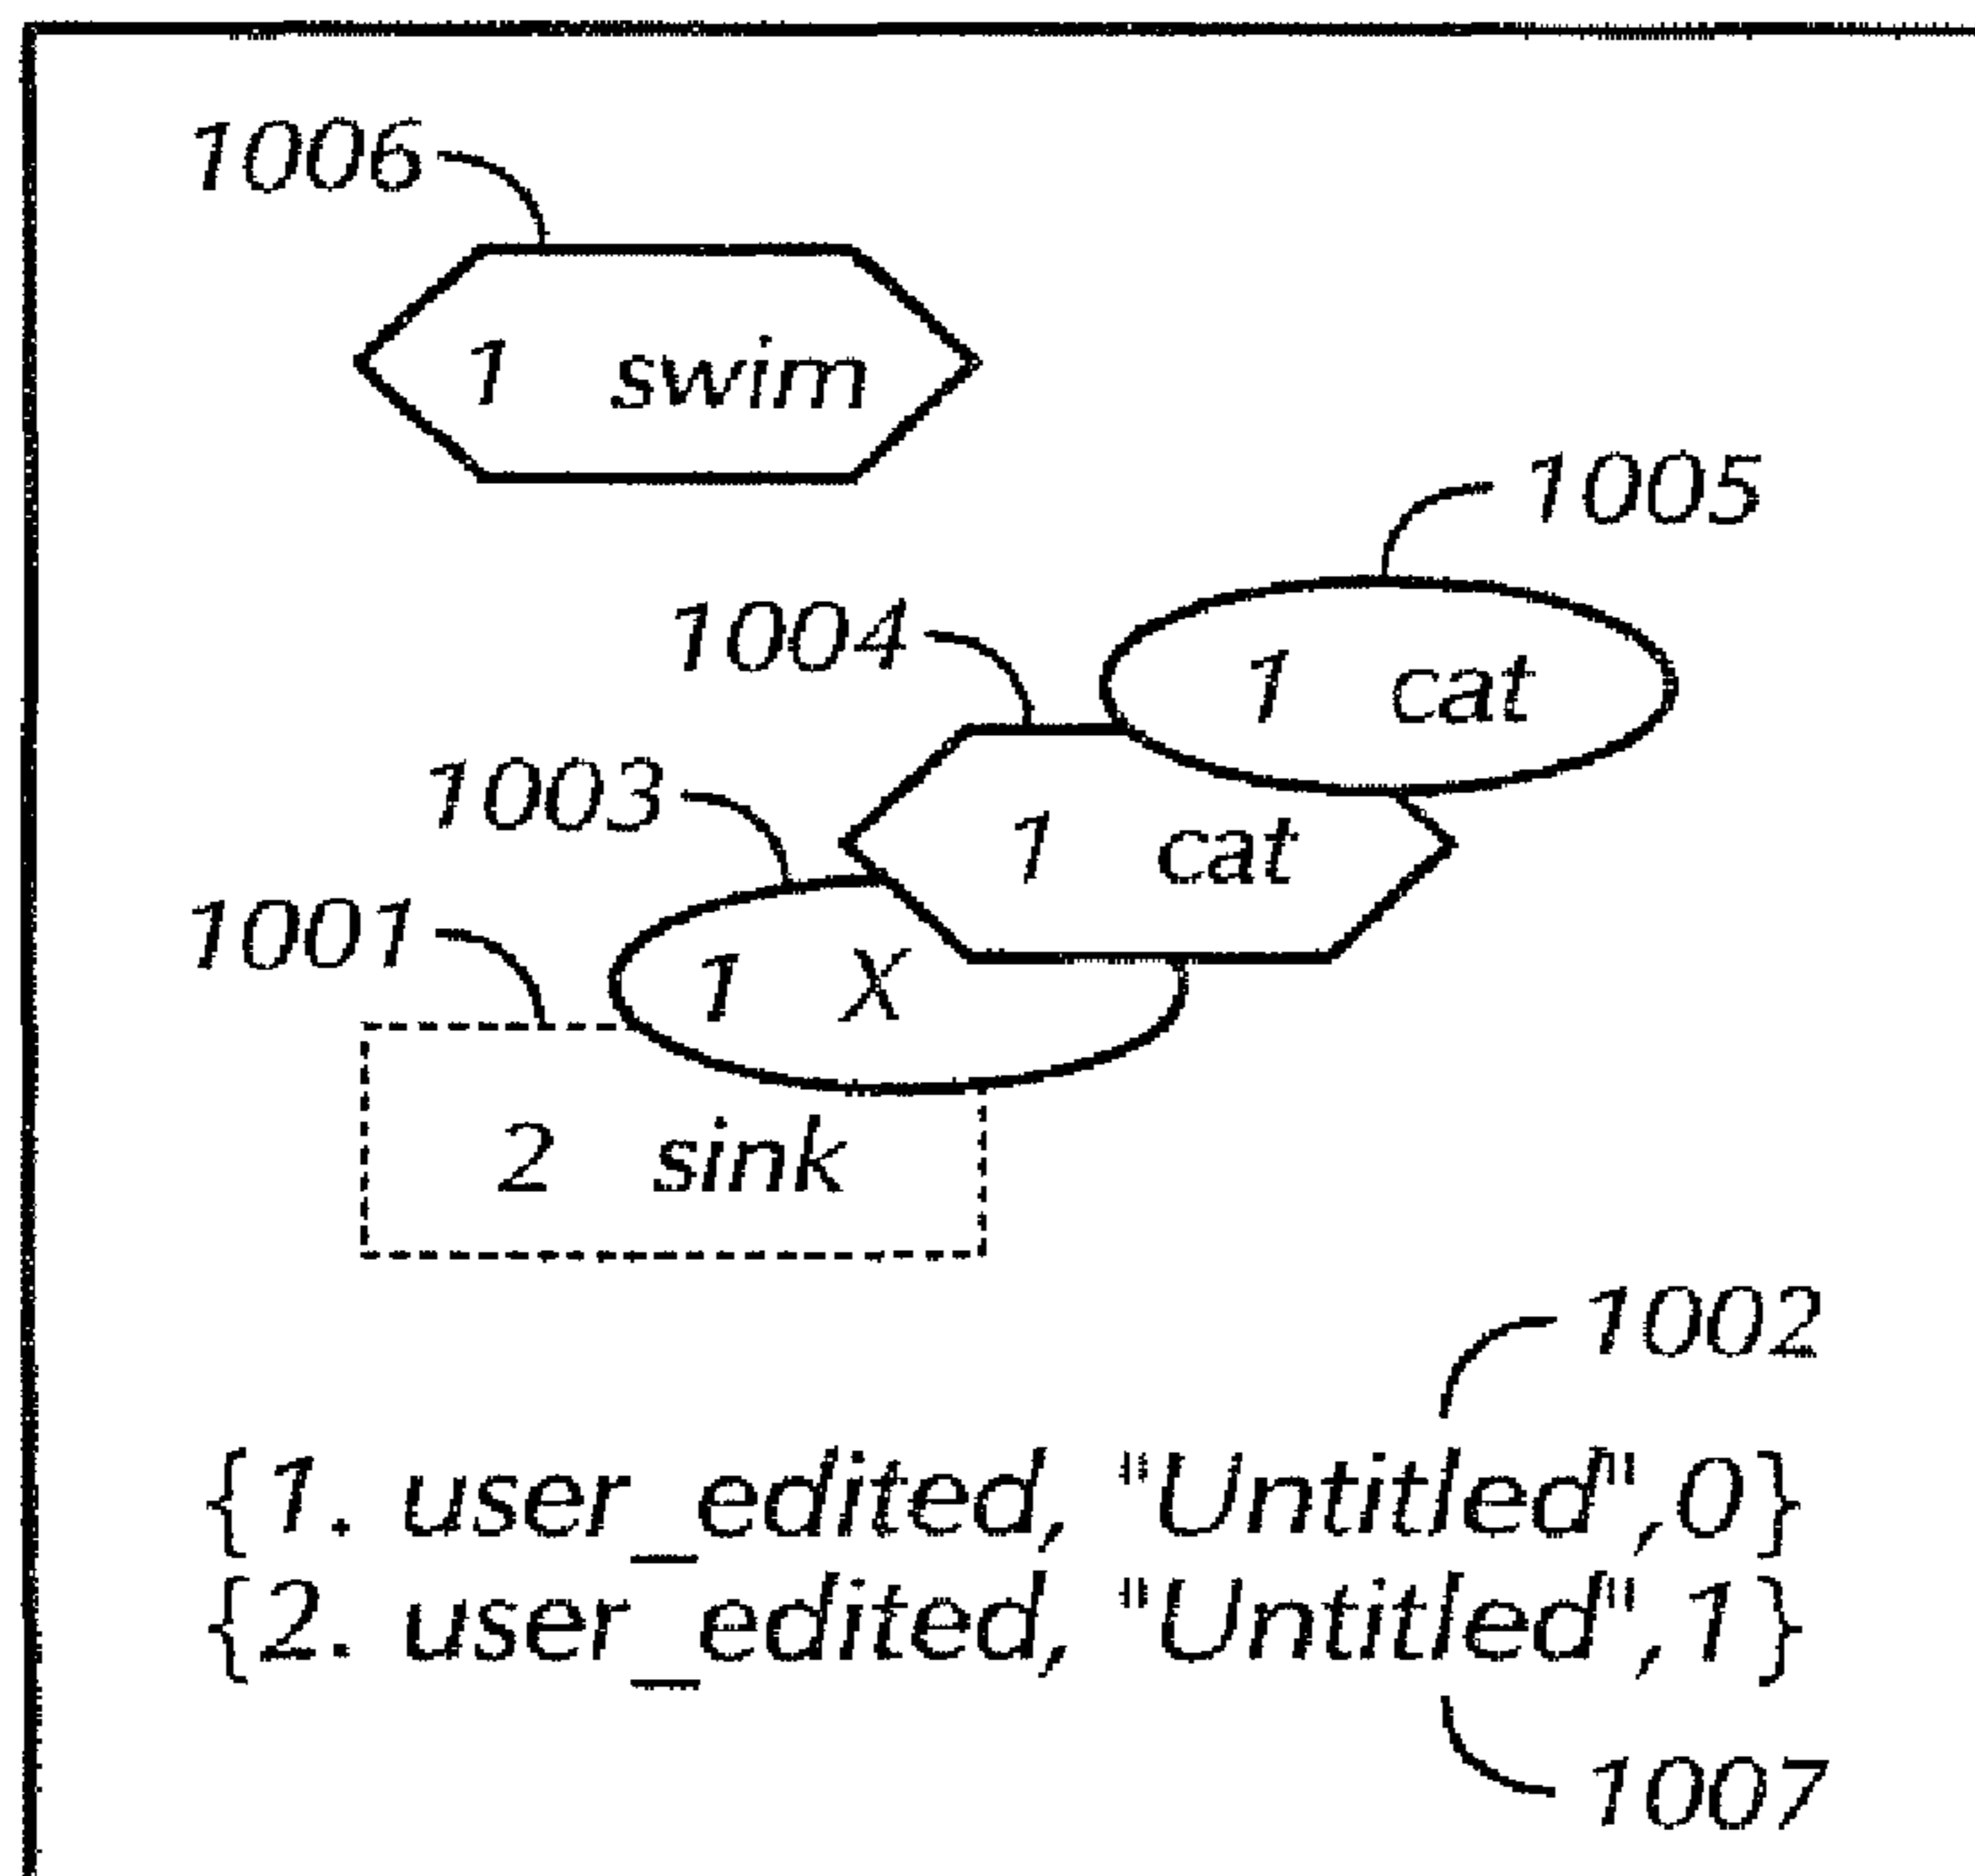 1006
1 swim
1005
1004
1 cat
1003
1 cat
1001
1 X
2 sink
1002
{1. user_edited, "Untitled",0}
{2. user_edited, "Untitled",1}
1007